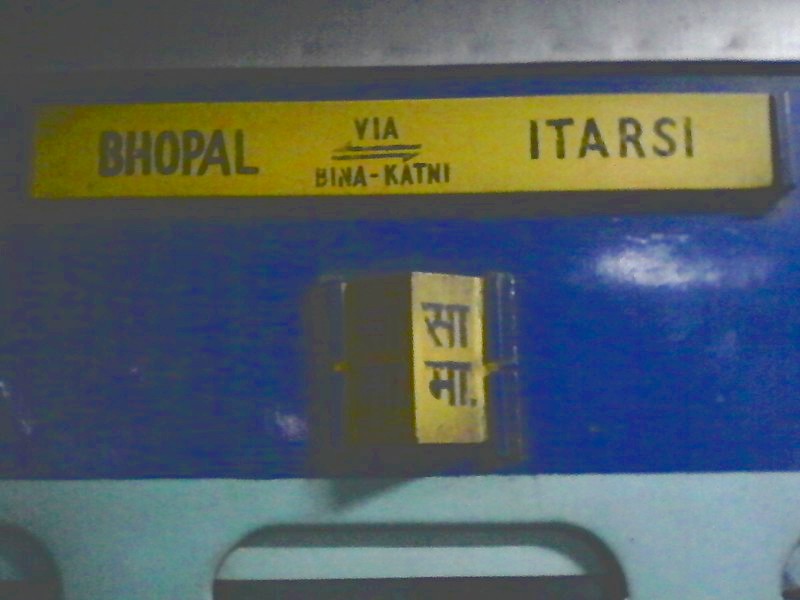 BHOPAL VIA ITARSI
BINA-KATNI
सा
मा.